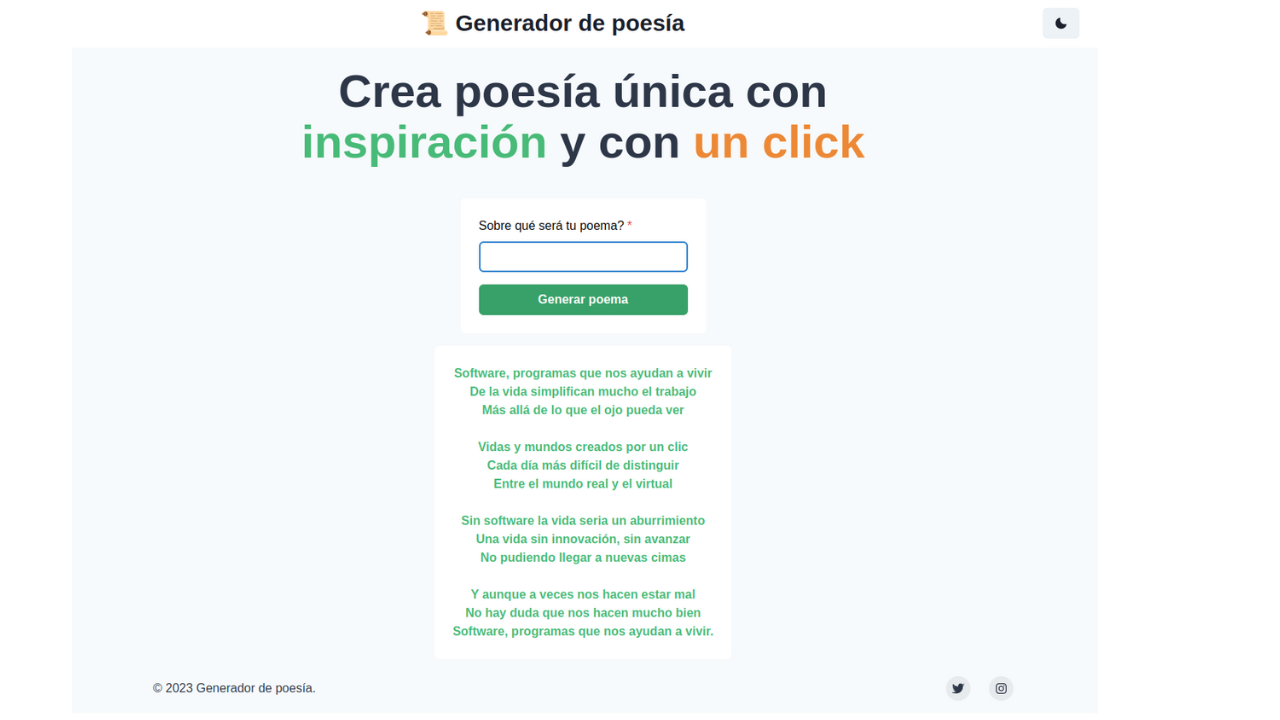 Generador de poesía
Crea poesía única con
inspiración y con un click
Sobre qué será tu poema? *
Generar poema
Software, programas que nos ayudan a vivir
De la vida simplifican mucho el trabajo
Más allá de lo que el ojo pueda ver
Vidas y mundos creados por un clic
Cada día más difícil de distinguir
Entre el mundo real y el virtual
Sin software la vida seria un aburrimiento
Una vida sin innovación, sin avanzar
No pudiendo llegar a nuevas cimas
Y aunque a veces nos hacen estar mal
No hay duda que nos hacen mucho bien
Software, programas que nos ayudan a vivir.
© 2023 Generador de poesía.